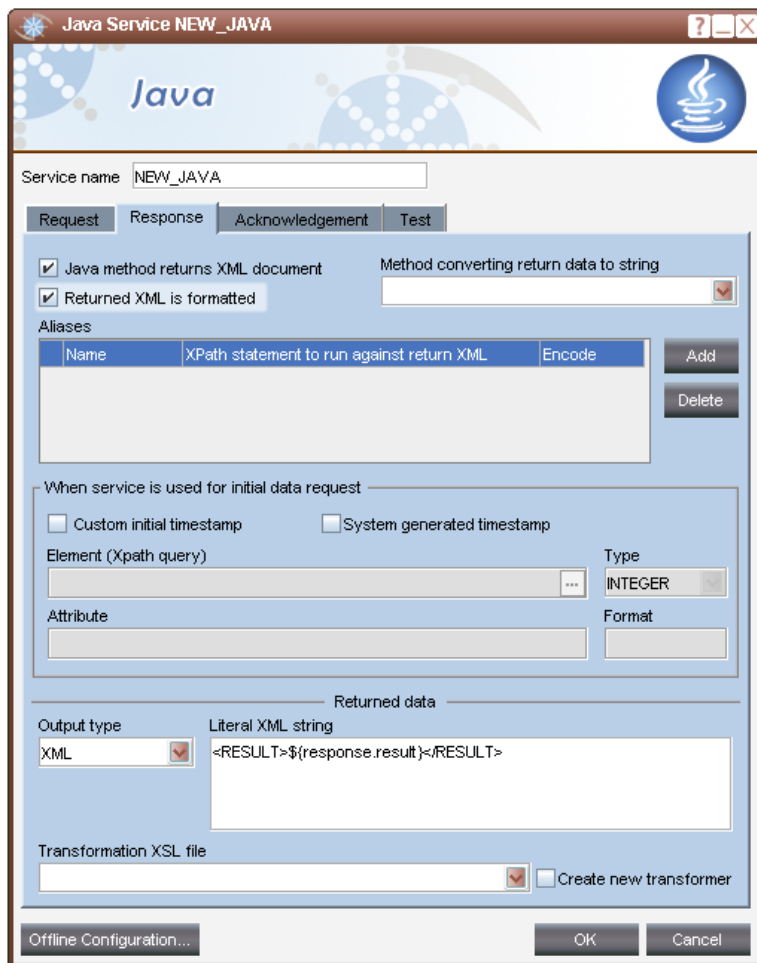 Java Service NEW_JAVA
Java
Service name NEW_JAVA
Request Response Acknowledgement Test
Java method returns XML document Method converting return data to string
Returned XML is formatted
Aliases
Name XPath statement to run against return XML Encode Add
Delete
When service is used for initial data request
Custom initial timestamp System generated timestamp
Element (Xpath query) Type
... INTEGER
Attribute Format
Returned data
Output type Literal XML string
XML <RESULT>${response.result}</RESULT>
Transformation XSL file
Create new transformer
Offline Configuration... OK Cancel